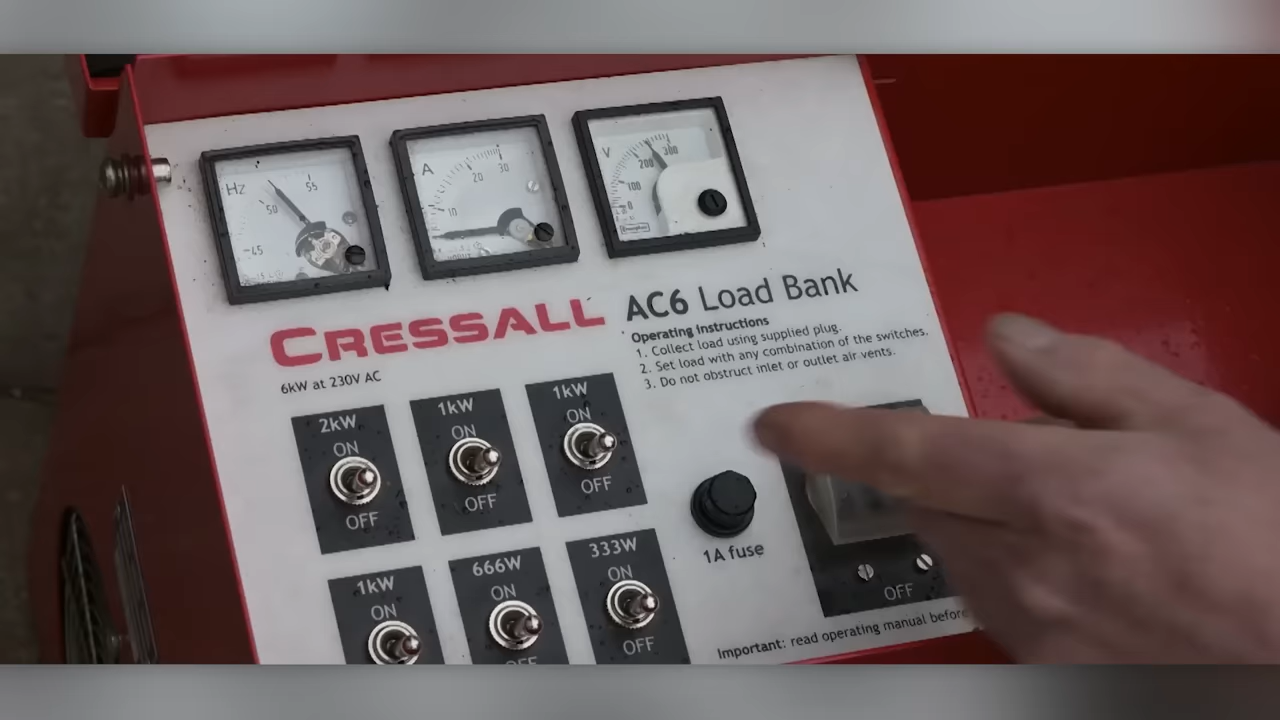 Hz
55
50
45
A
30
20
10
V
300
200
100
0
CRESSALL
AC6 Load Bank
6kW at 230V AC
Operating instructions
1. Collect load using supplied plug.
2. Set load with any combination of the switches.
3. Do not obstruct inlet or outlet air vents.
2kW
ON
OFF
1kW
ON
OFF
1kW
ON
OFF
1kW
ON
666W
ON
OFF
333W
ON
OFF
1A fuse
OFF
Important: read operating manual before